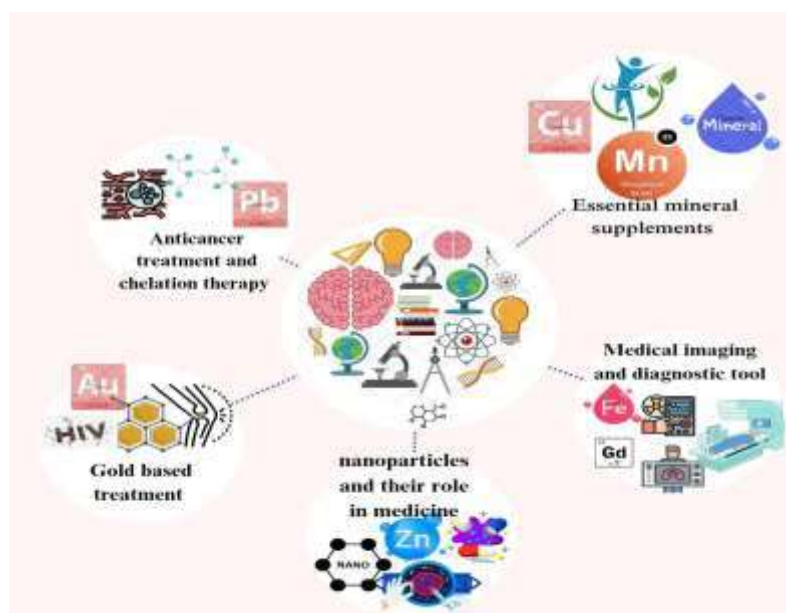 Cu
Mn
Mineral
Essential mineral
supplements
Pb
Anticancer
treatment and
chelation therapy
Medical imaging
and diagnostic tool
Fe
Gd
Au
HIV
Gold based
treatment
nanoparticles
and their role
in medicine
Zn
NANO